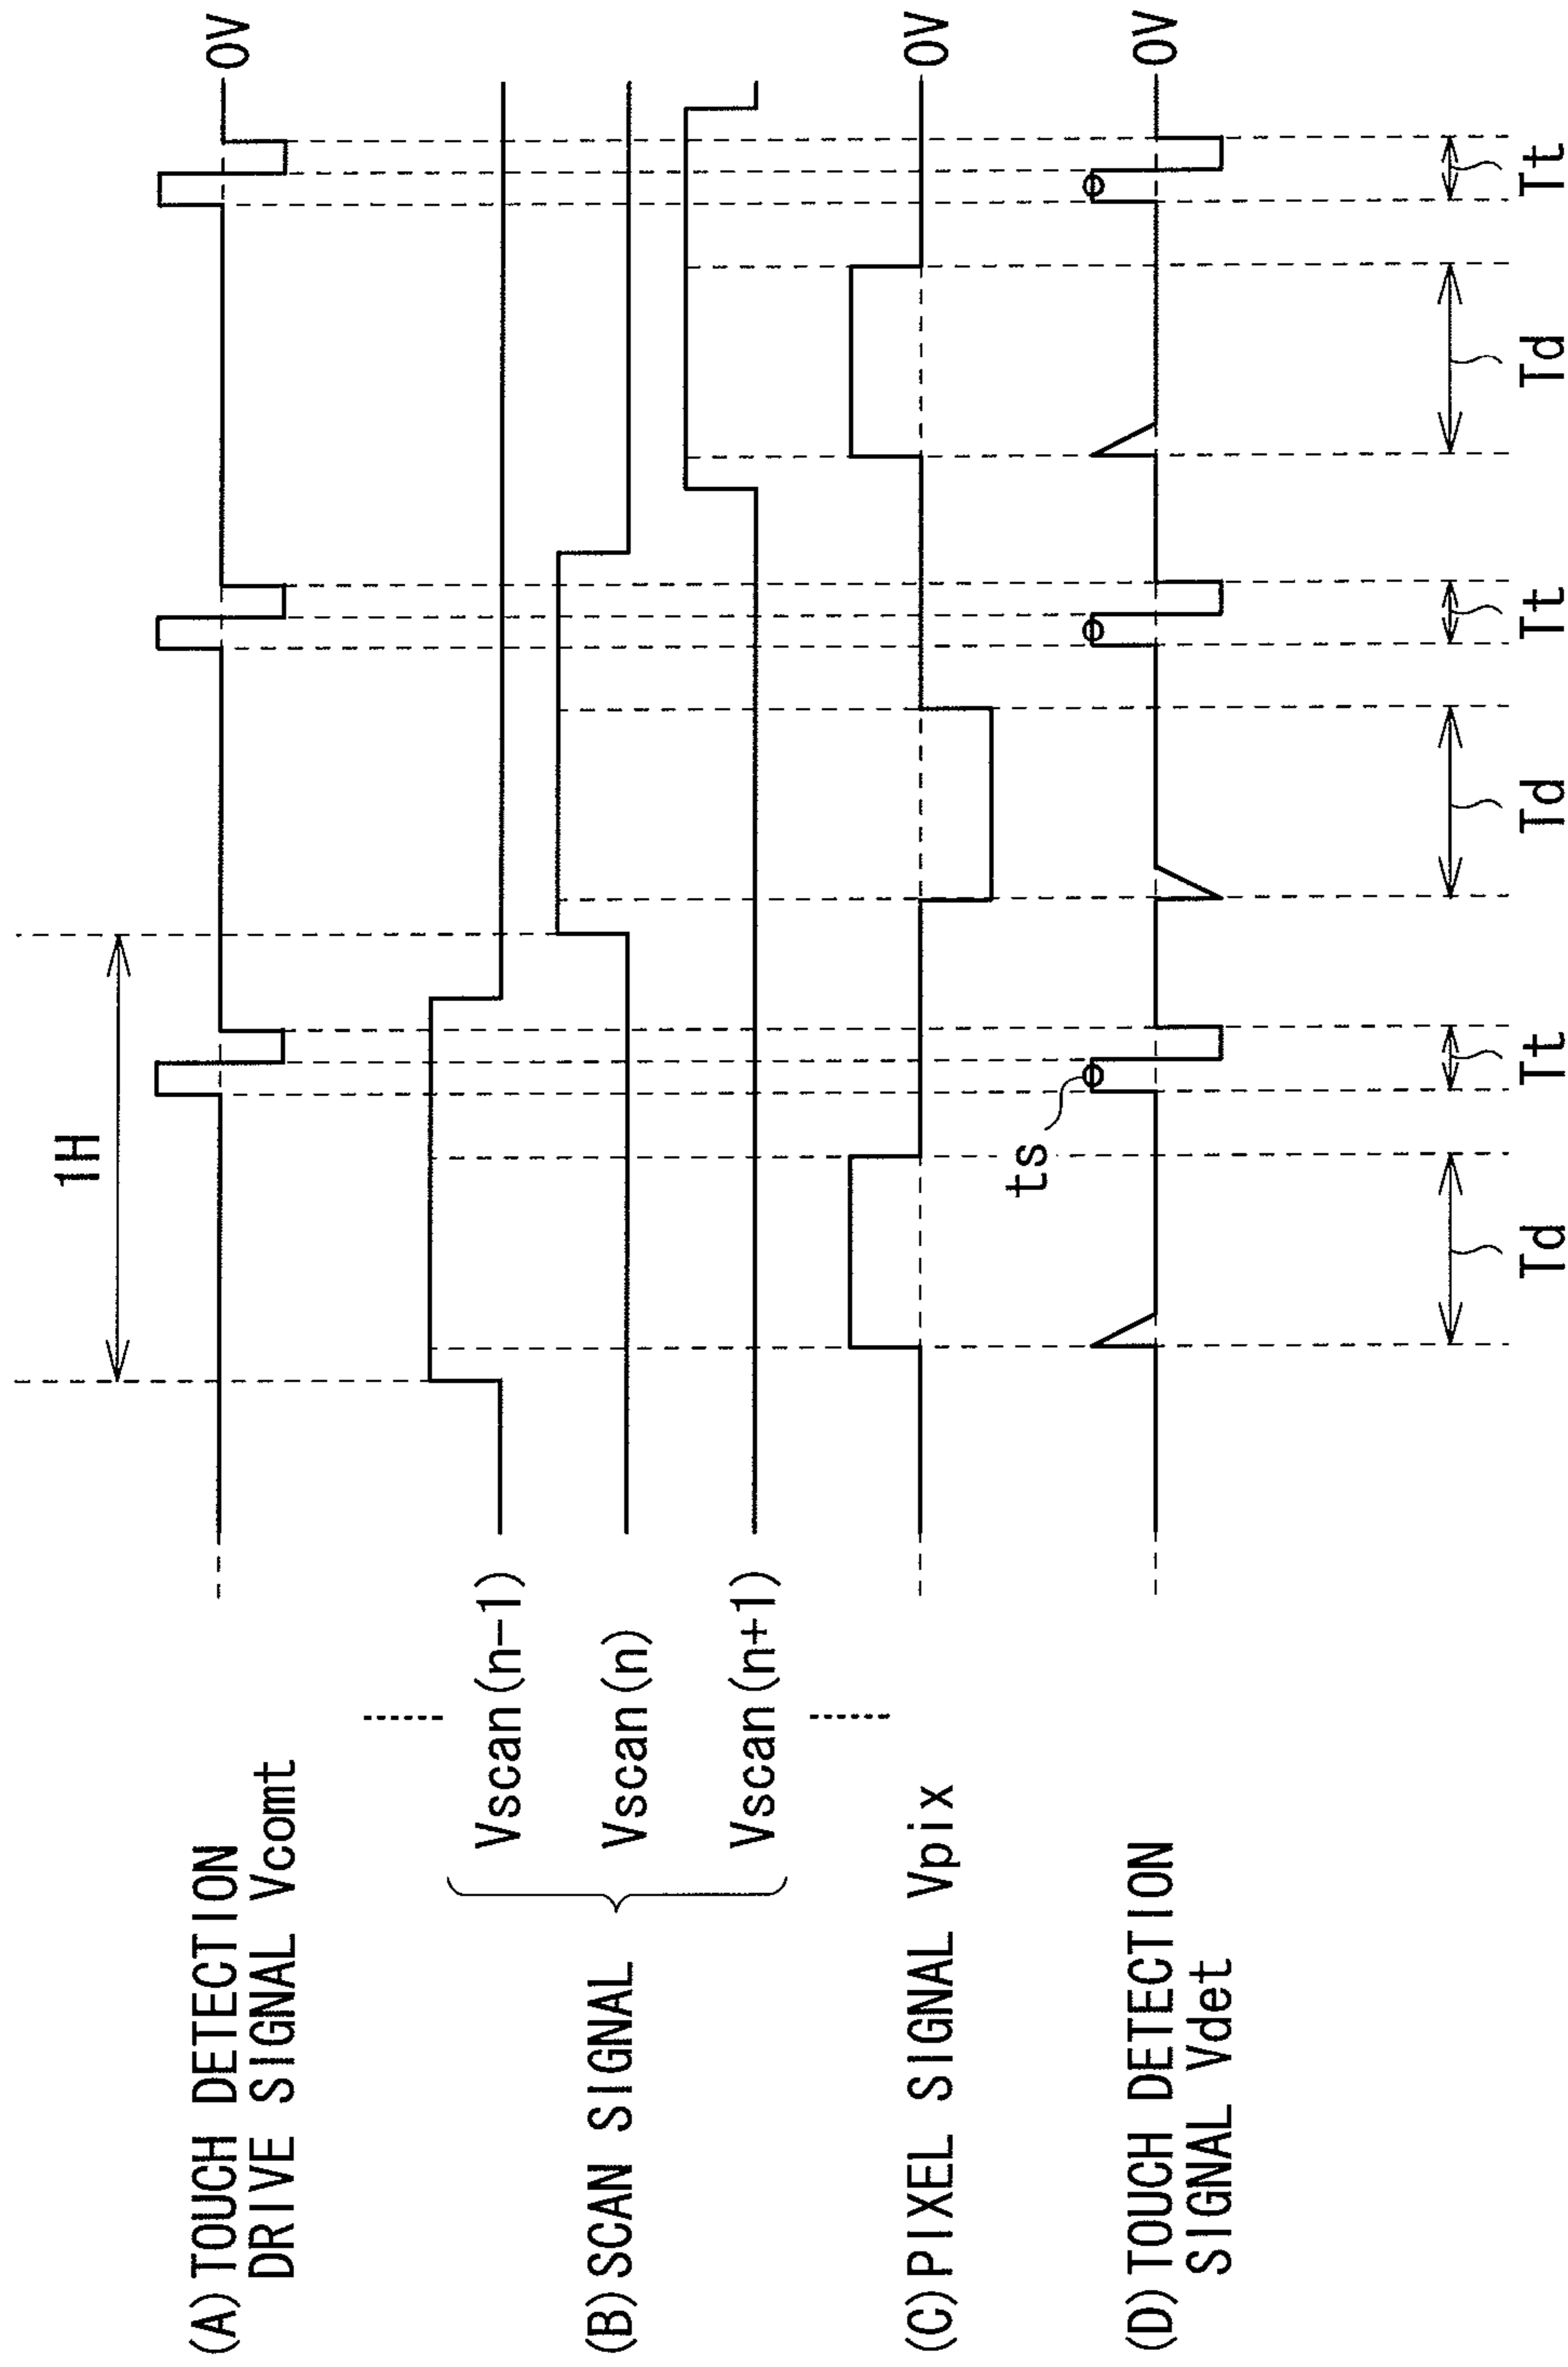 1H
(A)TOUCH DETECTION
DRIVE SIGNAL Vcomt
0V
Vscan(n-1)
(B)SCAN SIGNAL
Vscan(n)
Vscan(n+1)
(C)PIXEL SIGNAL Vpix
0V
ts
(D)TOUCH DETECTION
SIGNAL Vdet
0V
Td Tt Td Tt Td Tt